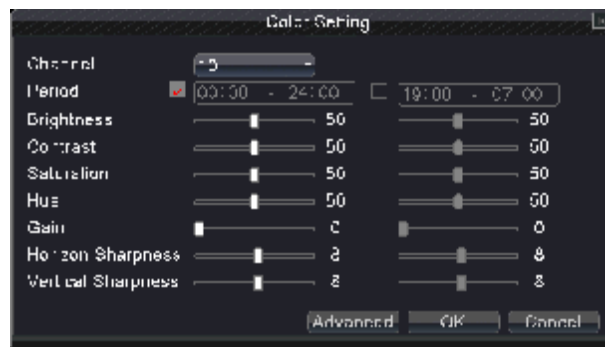 Color Setting
Channel
Period 00:00 - 24:00 19:00 - 07:00
Brightness 50 50
Contrast 50 50
Saturation 50 50
Hue 50 50
Gain 0 0
Horizon Sharpness 8 8
Vertical Sharpness 8 8
Advanced OK Cancel